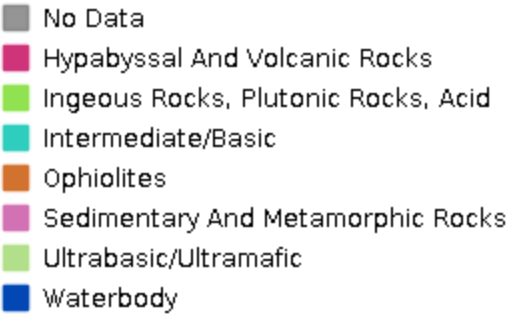 No Data
Hypabyssal And Volcanic Rocks
Ingeous Rocks, Plutonic Rocks, Acid
Intermediate/Basic
Ophiolites
Sedimentary And Metamorphic Rocks
Ultrabasic/Ultramafic
Waterbody